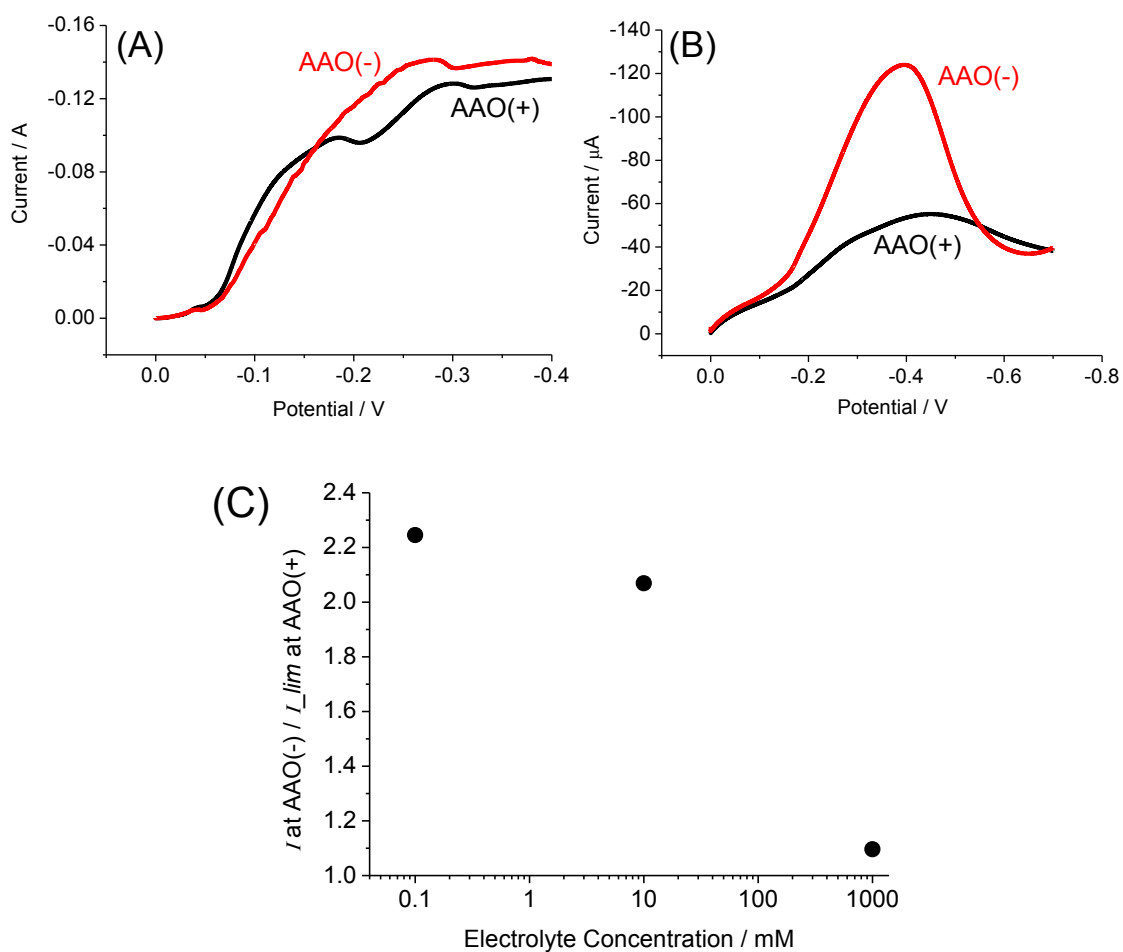 (A)
-0.16
-0.12
-0.08
-0.04
0.00
Current / A
AAO(-)
AAO(+)
0.0
-0.1
-0.2
-0.3
-0.4
Potential / V
(B)
-140
-120
-100
-80
-60
-40
-20
0
Current / µA
AAO(-)
AAO(+)
0.0
-0.2
-0.4
-0.6
-0.8
Potential / V
(C)
2.4
2.2
2.0
1.8
1.6
1.4
1.2
1.0
I at AAO(-) / I_lim at AAO(+)
0.1
1
10
100
1000
Electrolyte Concentration / mM